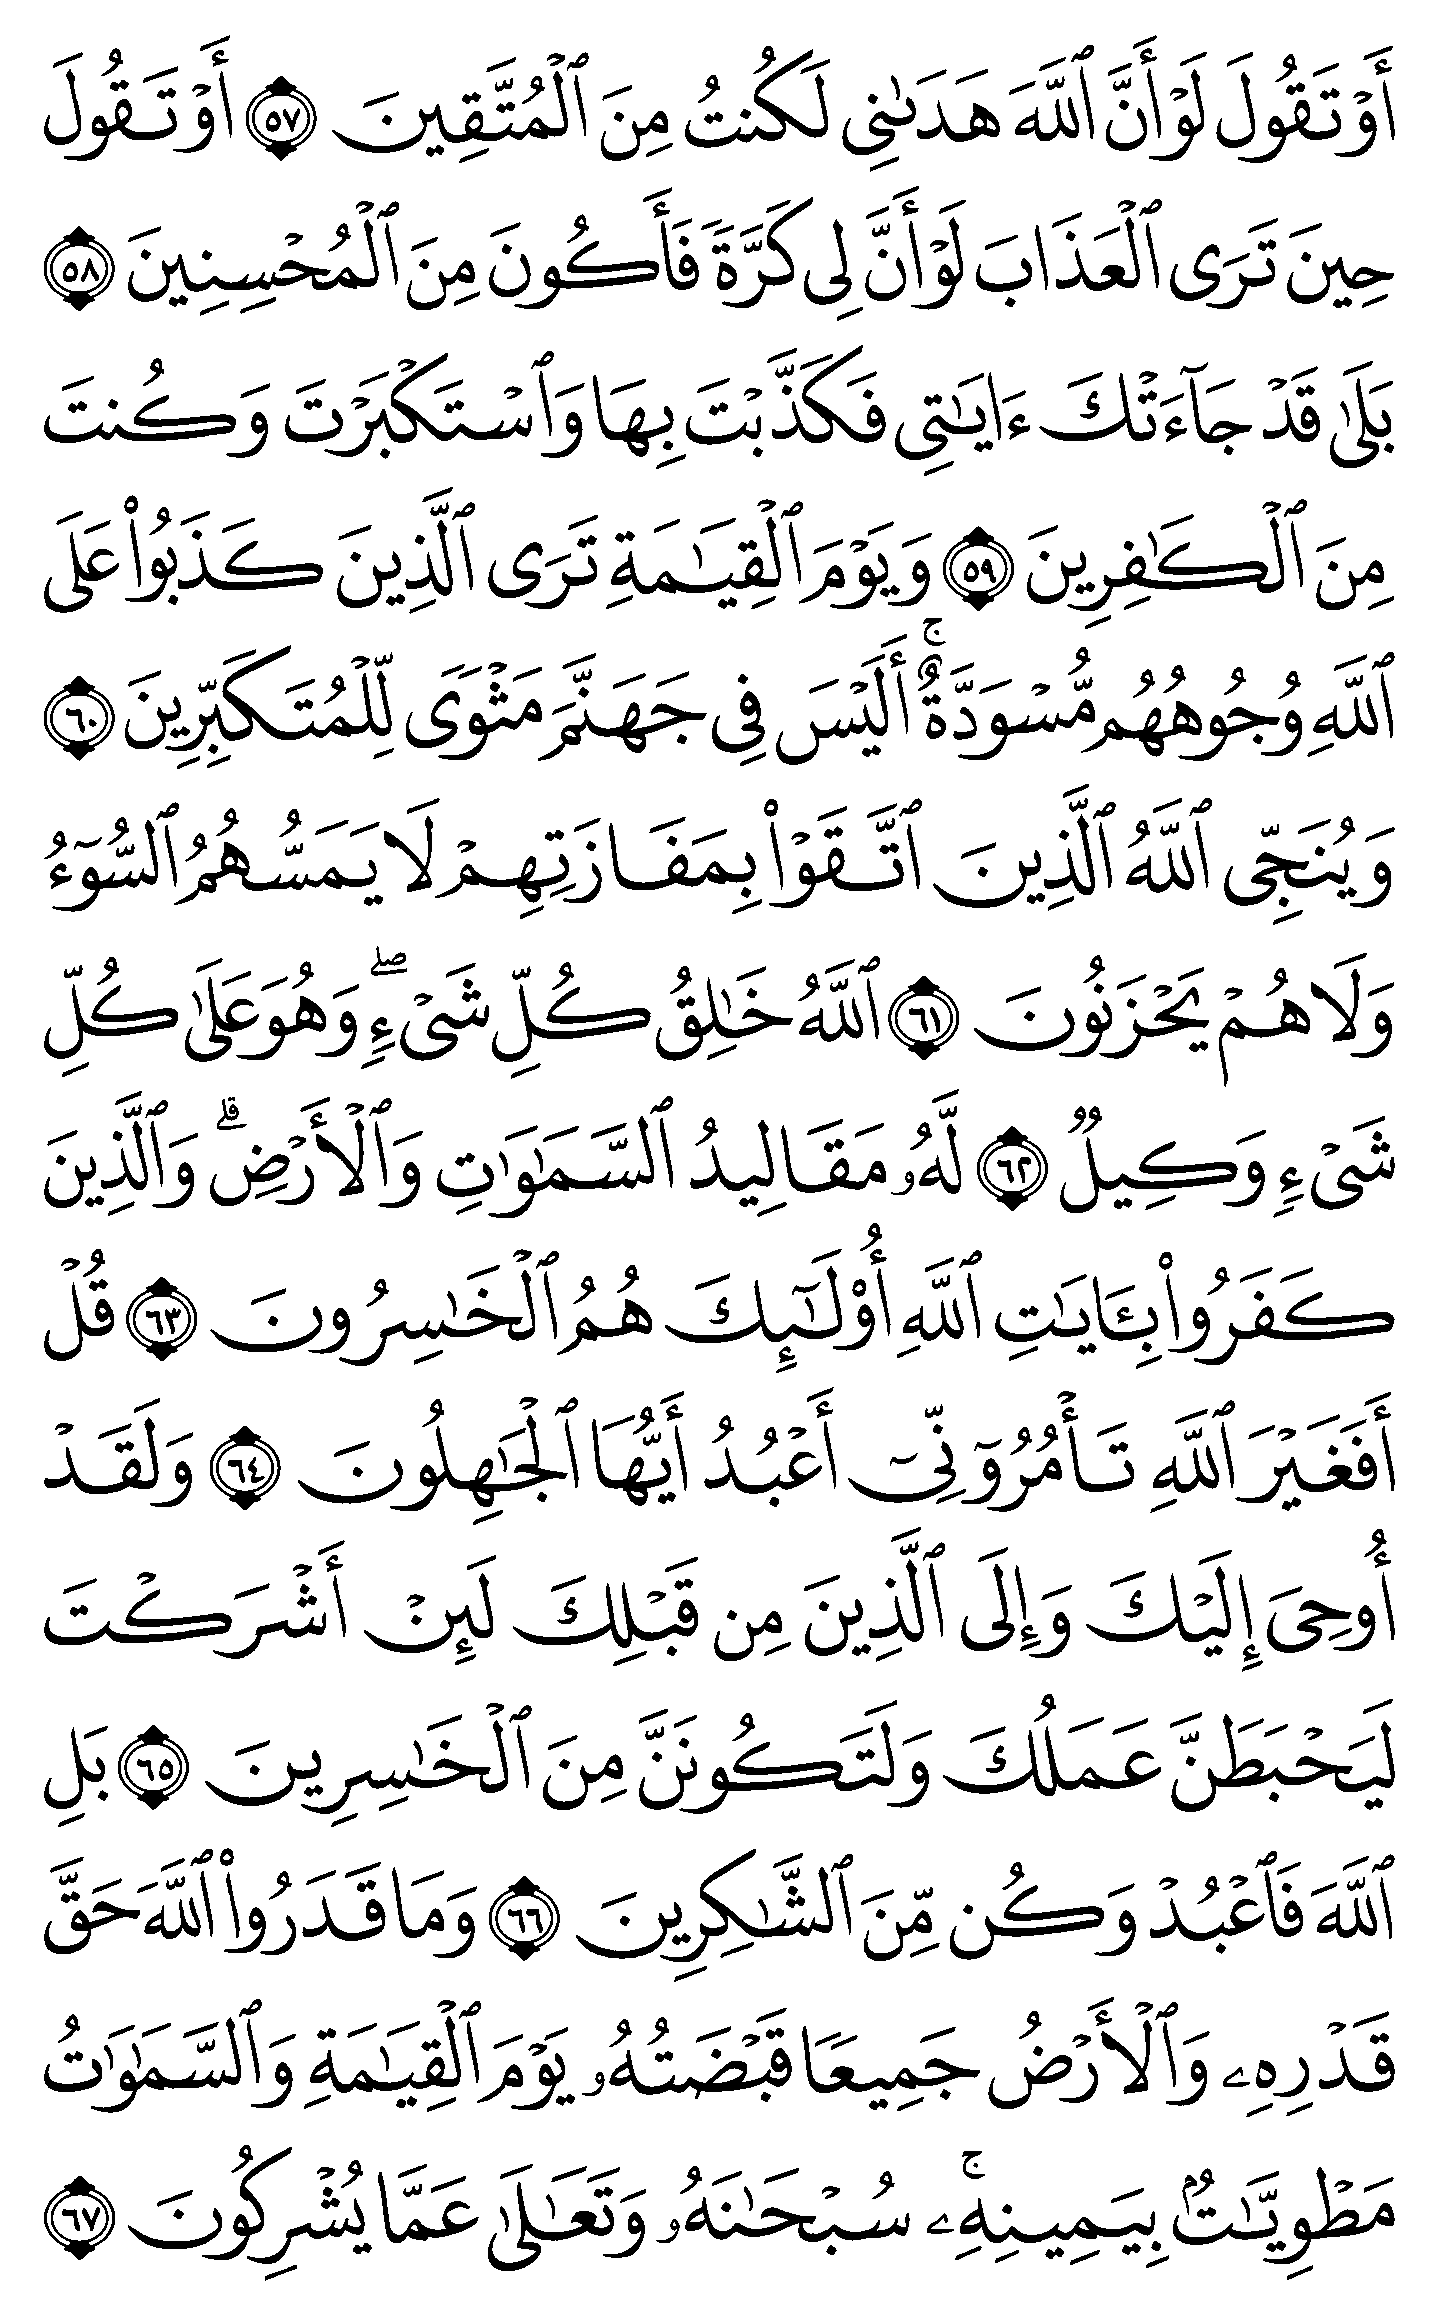 أَوۡ تَقُولَ لَوۡ أَنَّ ٱللَّهَ هَدَىٰنِي لَكُنتُ مِنَ ٱلۡمُتَّقِينَ ٥٧ أَوۡ تَقُولَ
حِينَ تَرَى ٱلۡعَذَابَ لَوۡ أَنَّ لِي كَرَّةٗ فَأَكُونَ مِنَ ٱلۡمُحۡسِنِينَ ٥٨
بَلَىٰ قَدۡ جَآءَتۡكَ ءَايَٰتِي فَكَذَّبۡتَ بِهَا وَٱسۡتَكۡبَرۡتَ وَكُنتَ
مِنَ ٱلۡكَٰفِرِينَ ٥٩ وَيَوۡمَ ٱلۡقِيَٰمَةِ تَرَى ٱلَّذِينَ كَذَبُواْ عَلَى
ٱللَّهِ وُجُوهُهُم مُّسۡوَدَّةٌۚ أَلَيۡسَ فِي جَهَنَّمَ مَثۡوٗى لِّلۡمُتَكَبِّرِينَ ٦٠
وَيُنَجِّي ٱللَّهُ ٱلَّذِينَ ٱتَّقَوۡاْ بِمَفَازَتِهِمۡ لَا يَمَسُّهُمُ ٱلسُّوٓءُ
وَلَا هُمۡ يَحۡزَنُونَ ٦١ ٱللَّهُ خَٰلِقُ كُلِّ شَيۡءٖۖ وَهُوَ عَلَىٰ كُلِّ
شَيۡءٖ وَكِيلٞ ٦٢ لَّهُۥ مَقَالِيدُ ٱلسَّمَٰوَٰتِ وَٱلۡأَرۡضِۗ وَٱلَّذِينَ
كَفَرُواْ بِـَٔايَٰتِ ٱللَّهِ أُوْلَٰٓئِكَ هُمُ ٱلۡخَٰسِرُونَ ٦٣ قُلۡ
أَفَغَيۡرَ ٱللَّهِ تَأۡمُرُوٓنِّيٓ أَعۡبُدُ أَيُّهَا ٱلۡجَٰهِلُونَ ٦٤ وَلَقَدۡ
أُوحِيَ إِلَيۡكَ وَإِلَى ٱلَّذِينَ مِن قَبۡلِكَ لَئِنۡ أَشۡرَكۡتَ
لَيَحۡبَطَنَّ عَمَلُكَ وَلَتَكُونَنَّ مِنَ ٱلۡخَٰسِرِينَ ٦٥ بَلِ
ٱللَّهَ فَٱعۡبُدۡ وَكُن مِّنَ ٱلشَّٰكِرِينَ ٦٦ وَمَا قَدَرُواْ ٱللَّهَ حَقَّ
قَدۡرِهِۦ وَٱلۡأَرۡضُ جَمِيعٗا قَبۡضَتُهُۥ يَوۡمَ ٱلۡقِيَٰمَةِ وَٱلسَّمَٰوَٰتُ
مَطۡوِيَّٰتُۢ بِيَمِينِهِۦۚ سُبۡحَٰنَهُۥ وَتَعَٰلَىٰ عَمَّا يُشۡرِكُونَ ٦٧